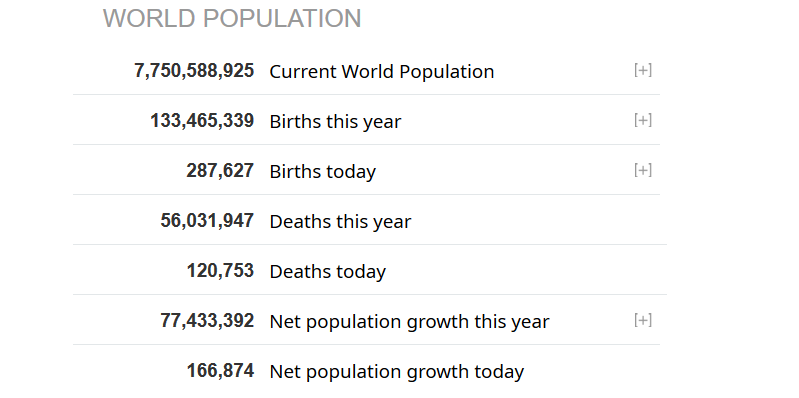 WORLD POPULATION
7,750,588,925 Current World Population [+]
133,465,339 Births this year [+]
287,627 Births today [+]
56,031,947 Deaths this year
120,753 Deaths today
77,433,392 Net population growth this year [+]
166,874 Net population growth today